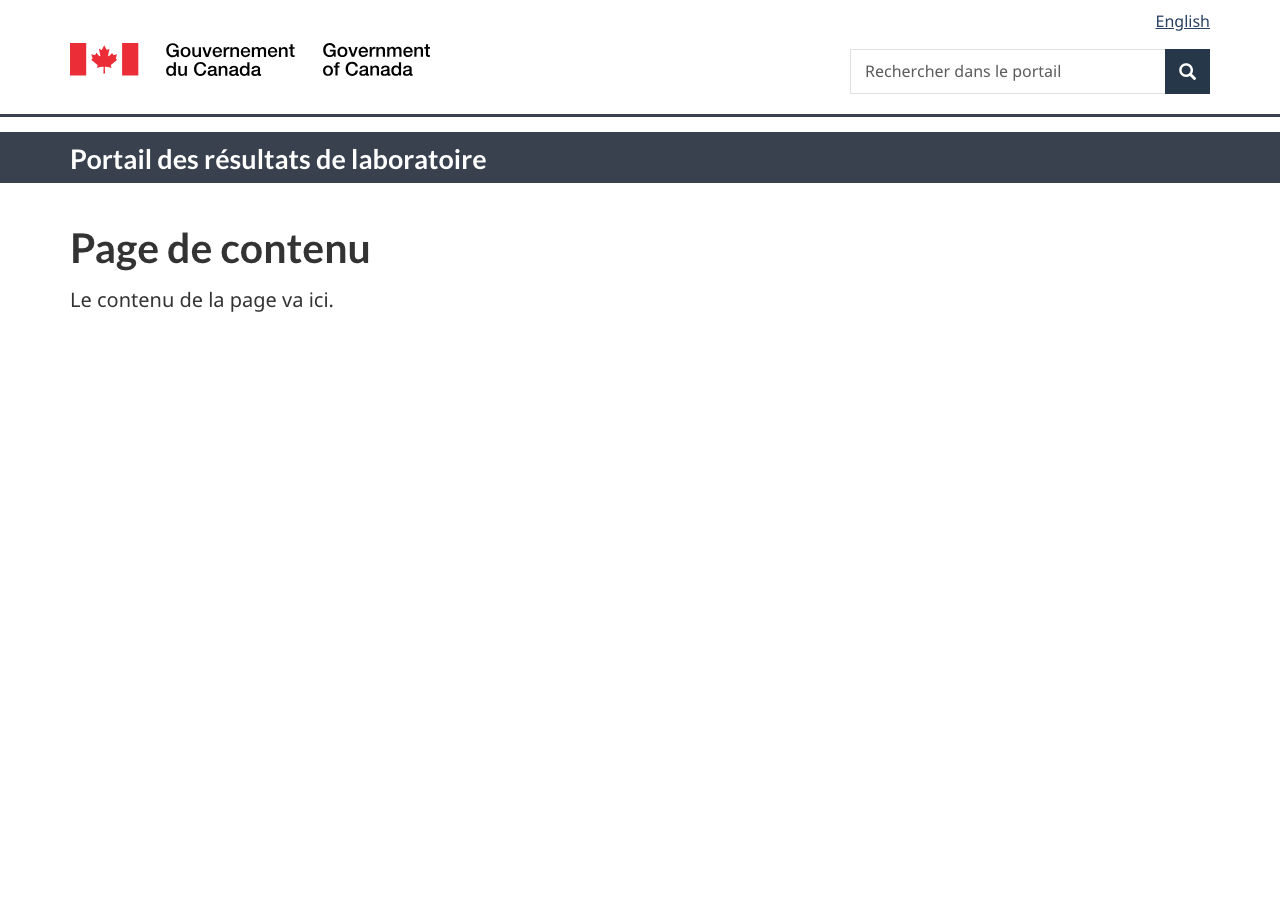 English
Gouvernement
du Canada
Government
of Canada
Rechercher dans le portail
Portail des résultats de laboratoire
Page de contenu
Le contenu de la page va ici.